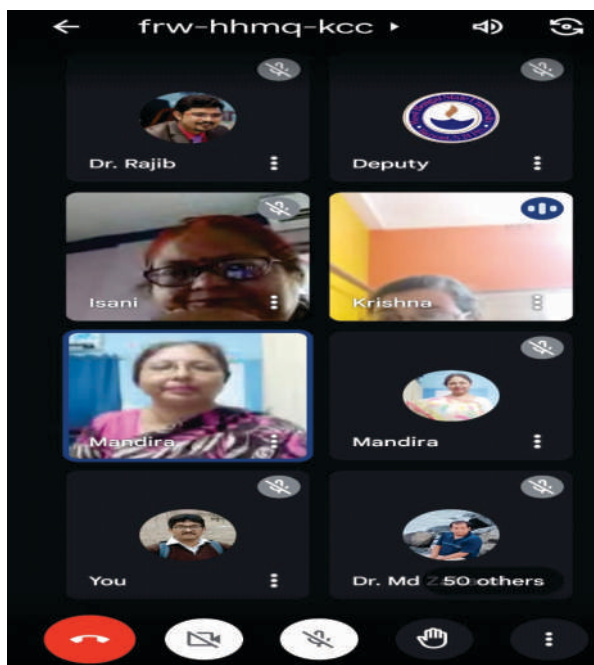 frw-hhmq-kcc
Dr. Rajib
Deputy
Isani
Krishna
Mandira
Mandira
You
Dr. Md
50 others